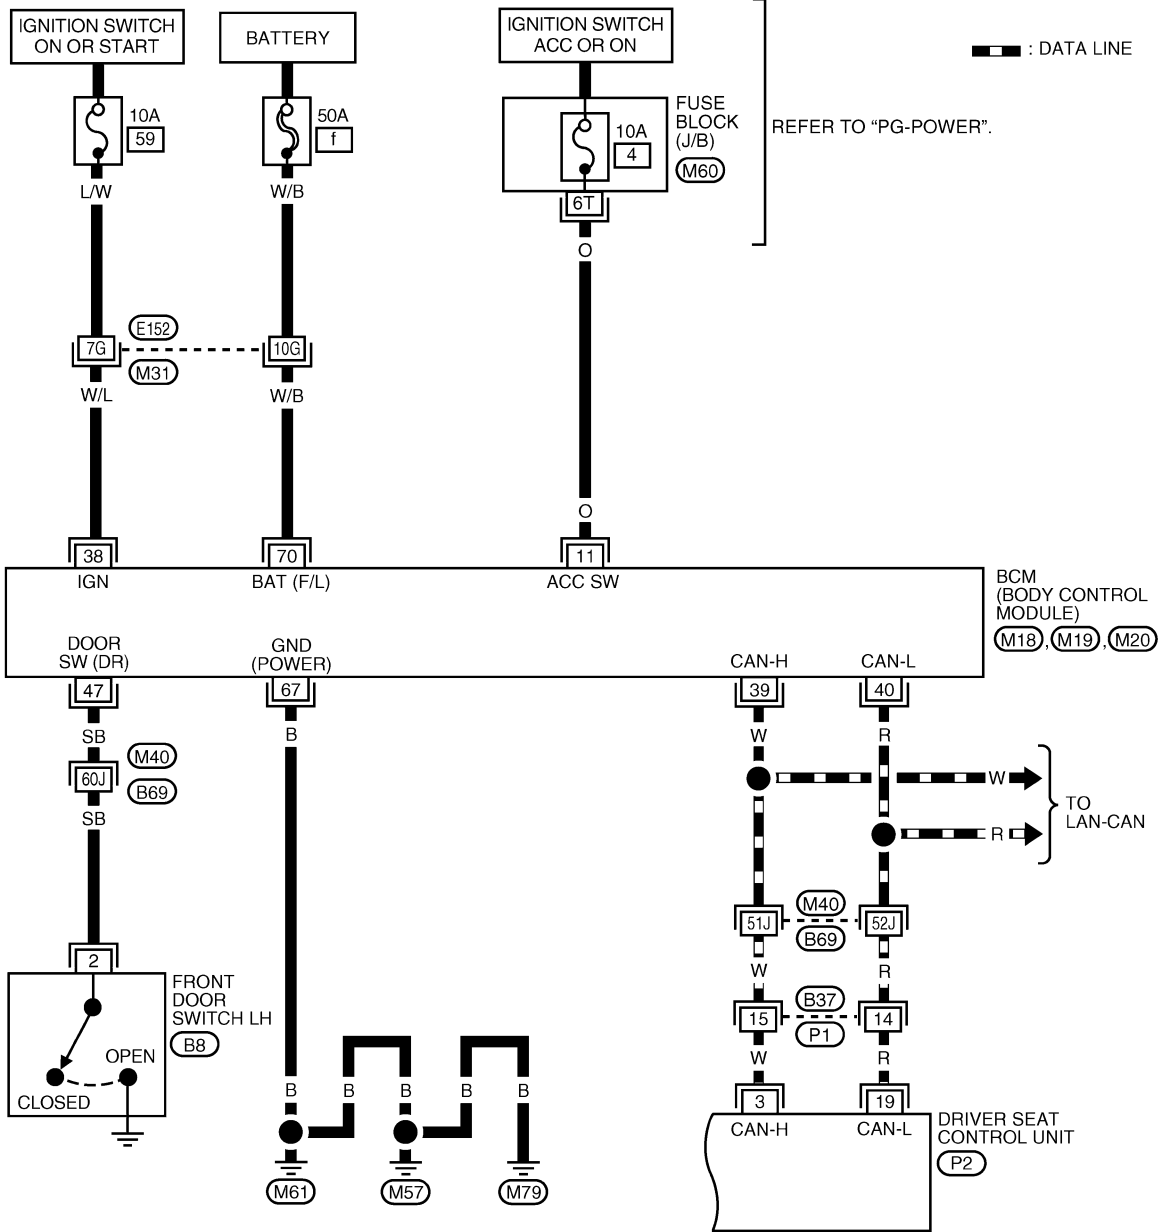 IGNITION SWITCH
ON OR START
BATTERY
IGNITION SWITCH
ACC OR ON
: DATA LINE
10A
59
50A
f
10A
4
FUSE
BLOCK
(J/B)
M60
REFER TO “PG-POWER”.
L/W
W/B
6T
O
E152
7G
10G
M31
W/L
W/B
O
38
70
11
IGN
BAT (F/L)
ACC SW
BCM
(BODY CONTROL
MODULE)
M18 , M19 , M20
DOOR
SW (DR)
GND
(POWER)
CAN-H
CAN-L
47
67
39
40
SB
B
W
R
M40
60J
B69
SB
W
R
TO
LAN-CAN
M40
51J
52J
B69
W
R
B37
15
14
P1
W
R
2
FRONT
DOOR
SWITCH LH
B8
OPEN
CLOSED
B
B
B
B
B
M61
M57
M79
3
19
CAN-H
CAN-L
DRIVER SEAT
CONTROL UNIT
P2